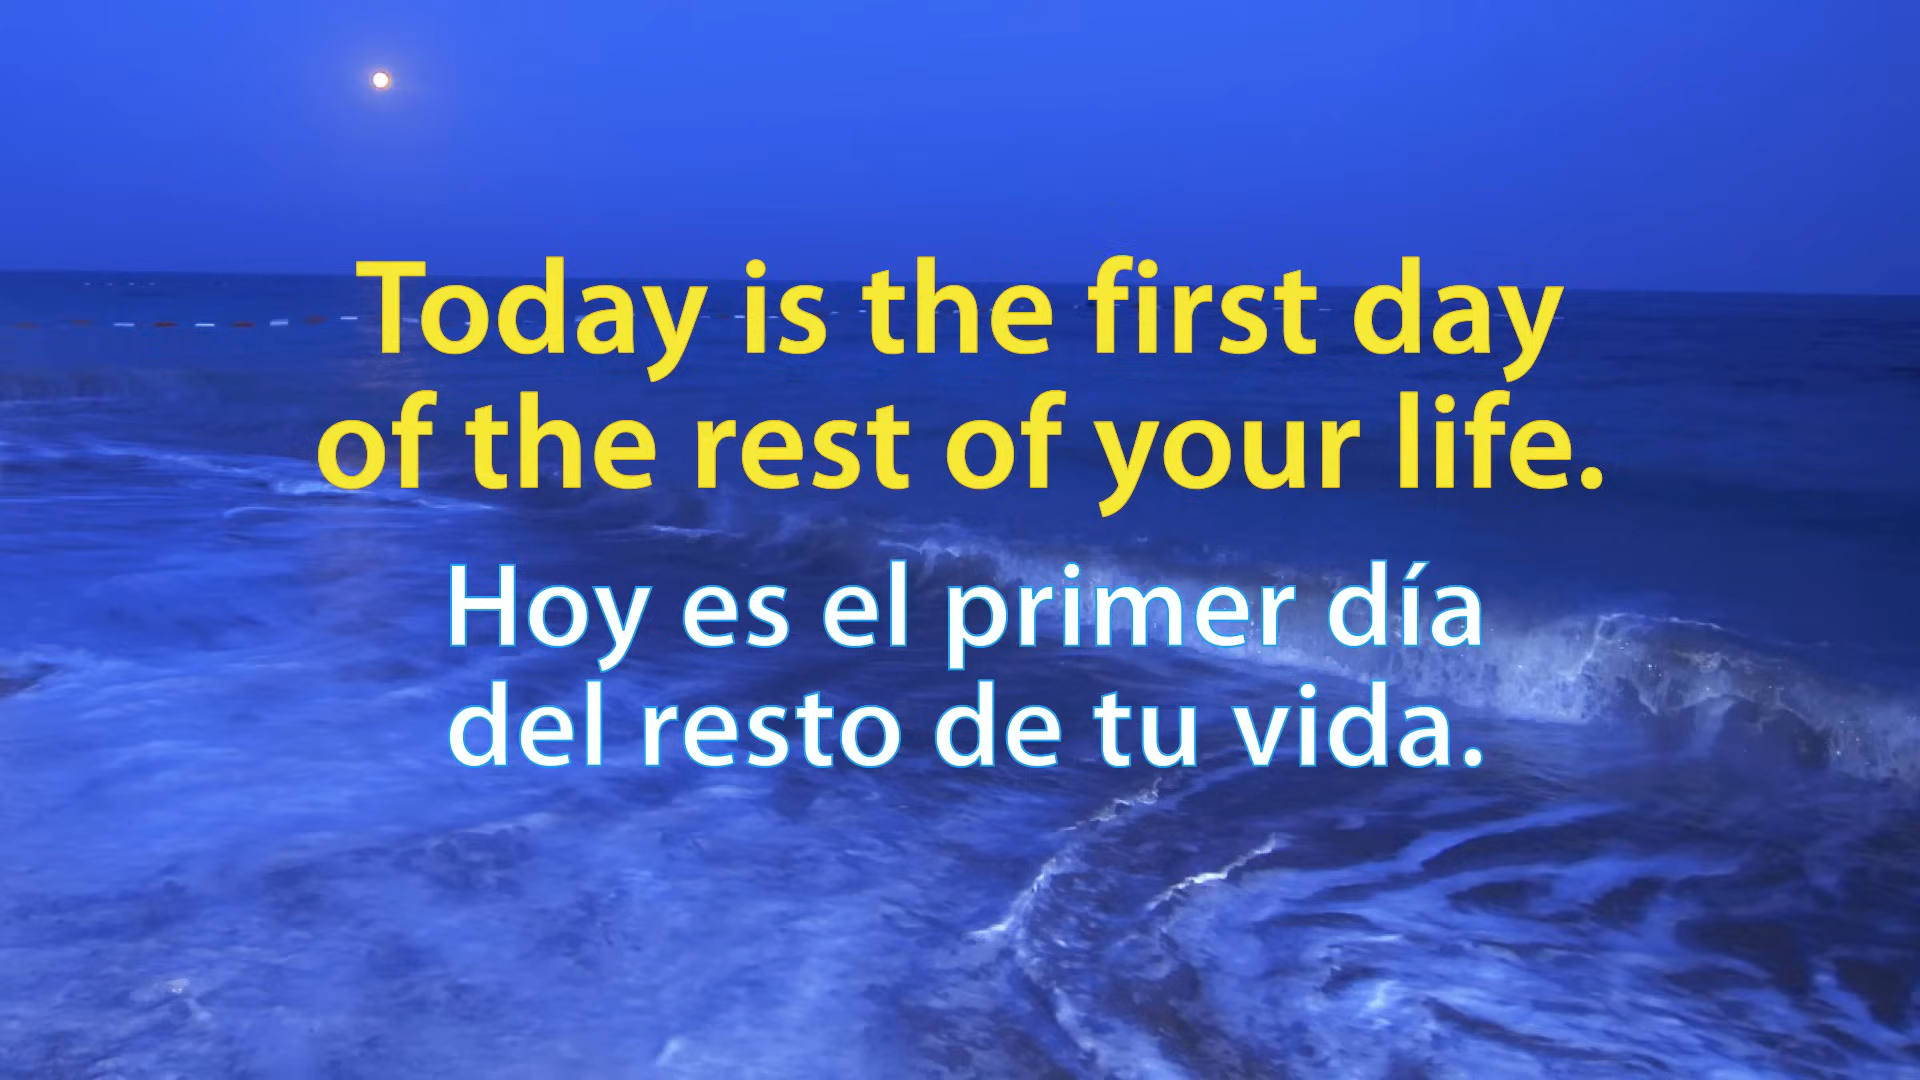 Today is the first day
of the rest of your life.
Hoy es el primer día
del resto de tu vida.